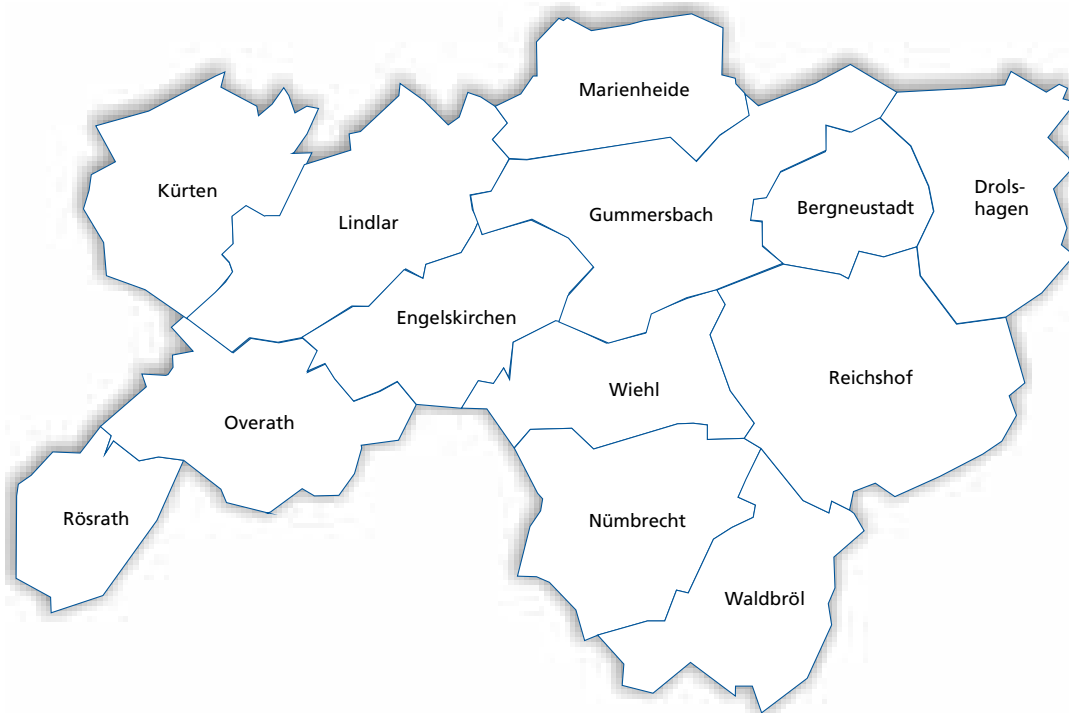 Marienheide
Kürten
Lindlar
Gummersbach
Bergneustadt
Drols-
hagen
Engelskirchen
Wiehl
Reichshof
Overath
Rösrath
Nümbrecht
Waldbröl